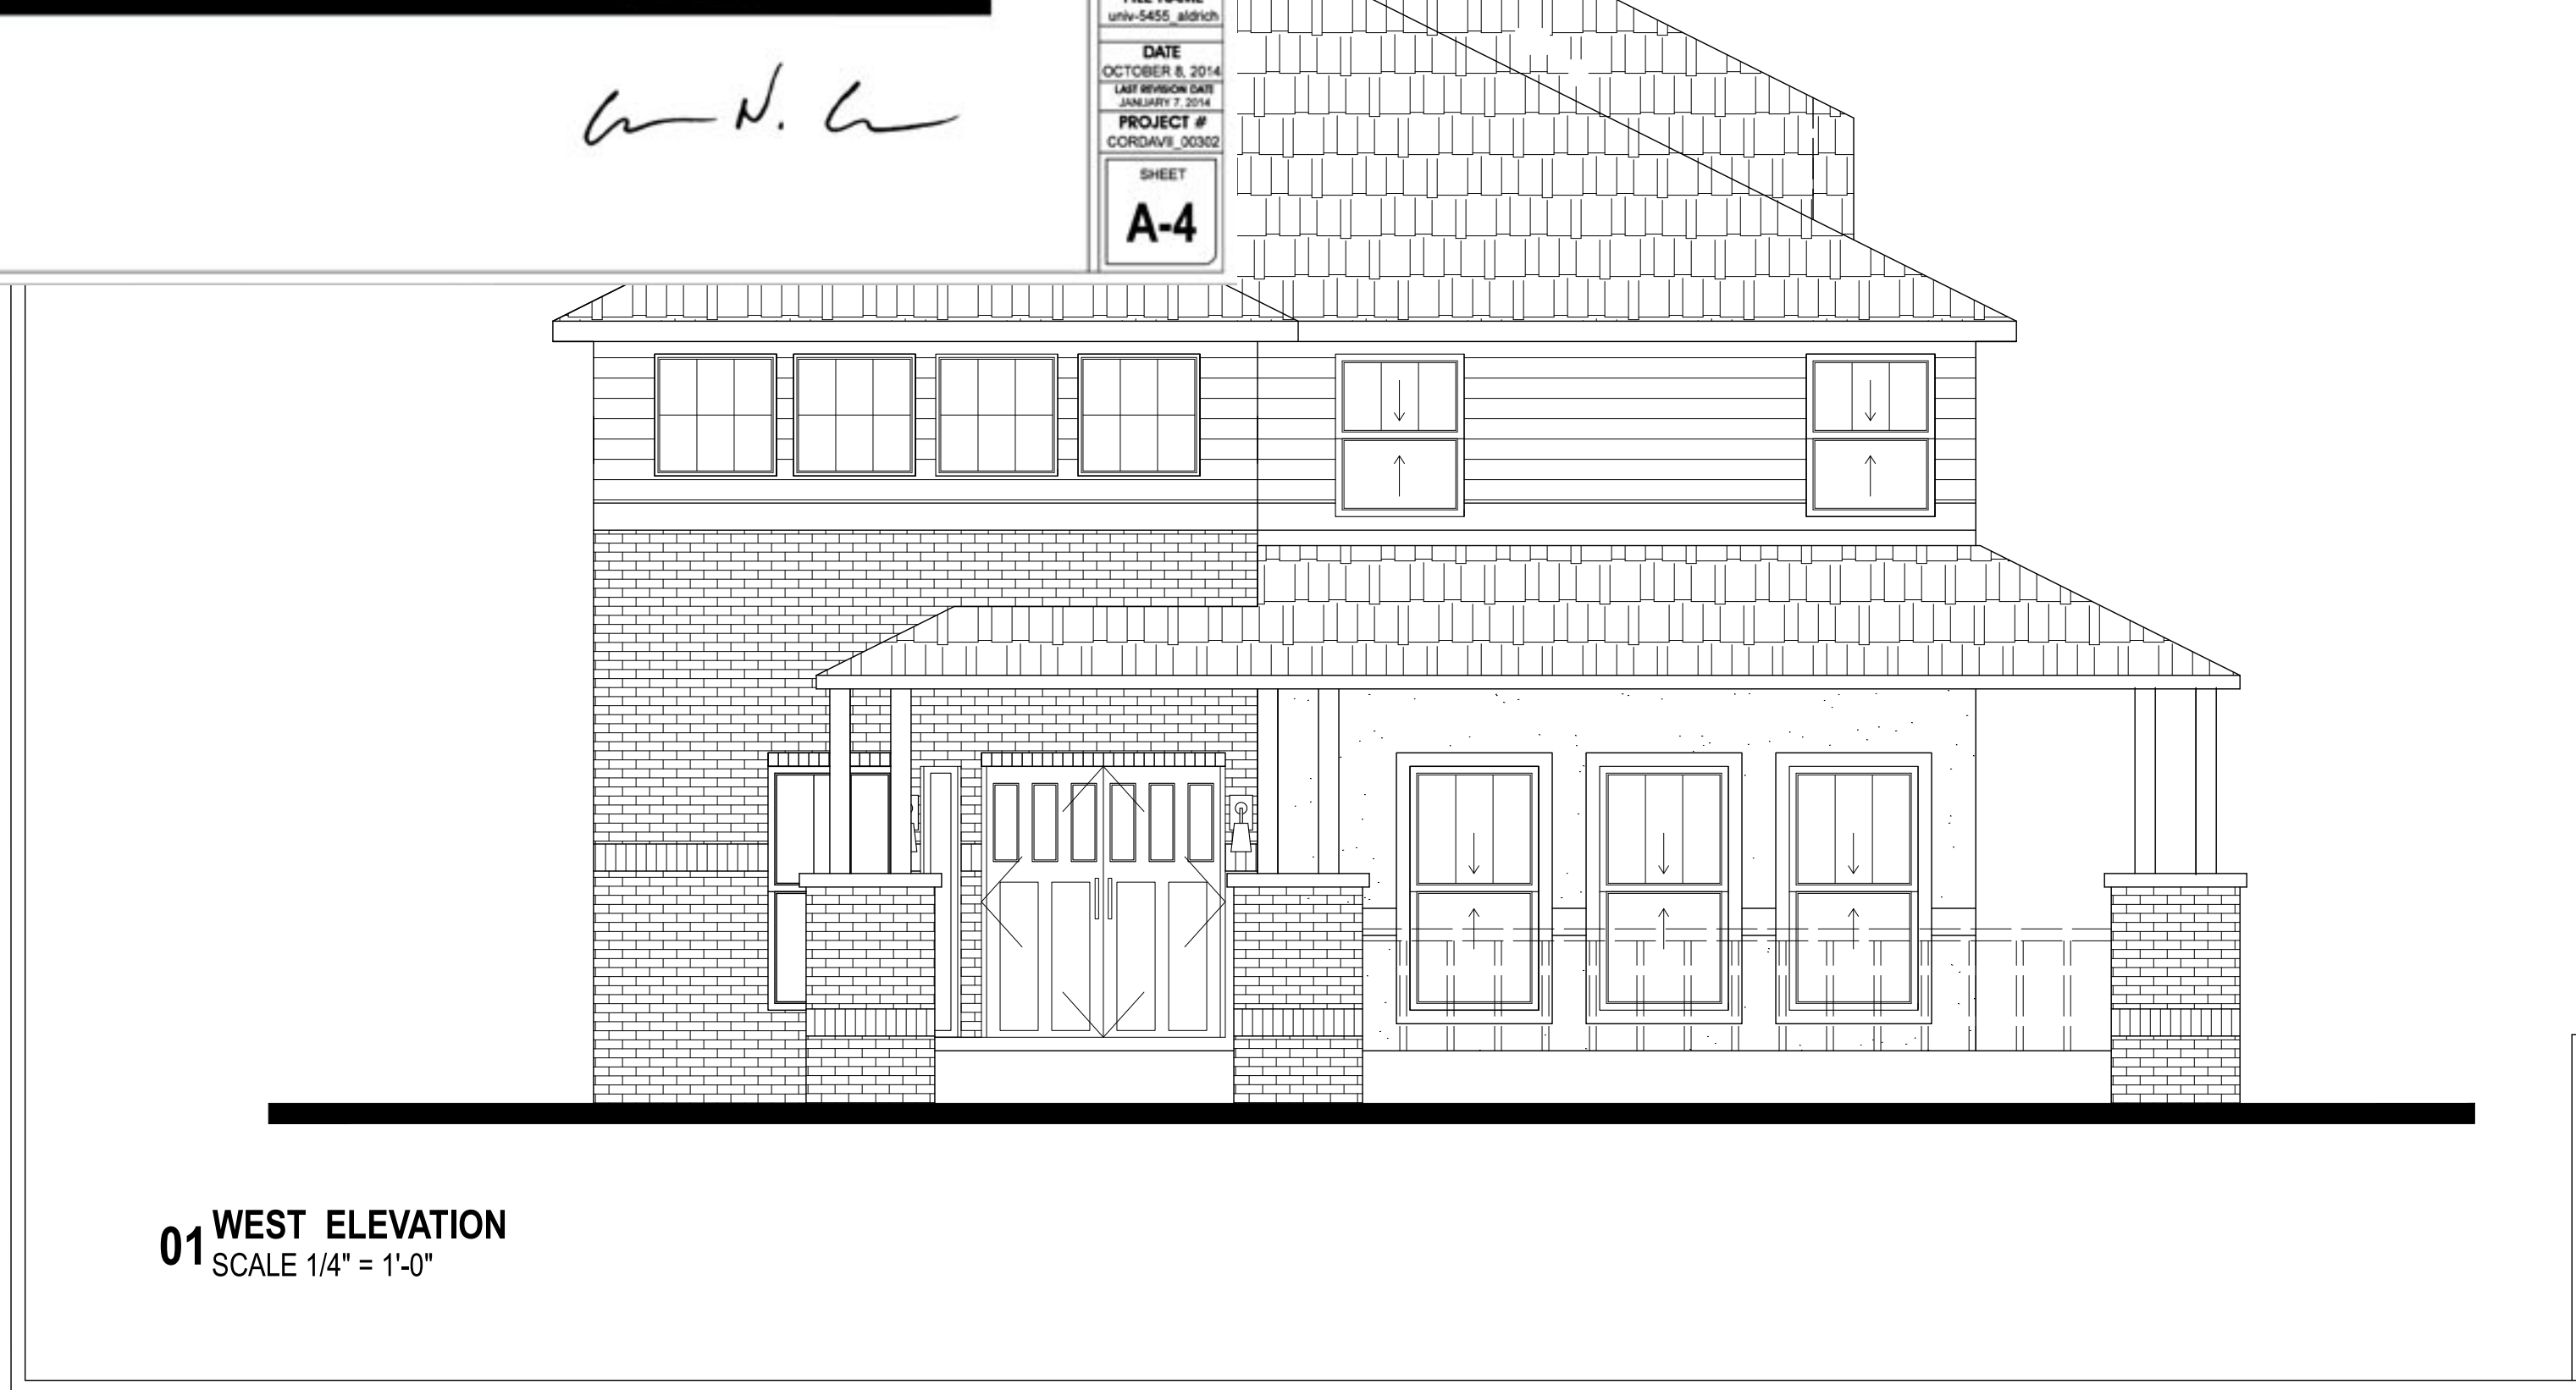 univ-5455_aldrich
DATE
OCTOBER 8, 2014
LAST REVISION DATE
JANUARY 7, 2014
PROJECT #
CORDAVII_00302
SHEET
A-4
01 WEST ELEVATION
SCALE 1/4" = 1'-0"